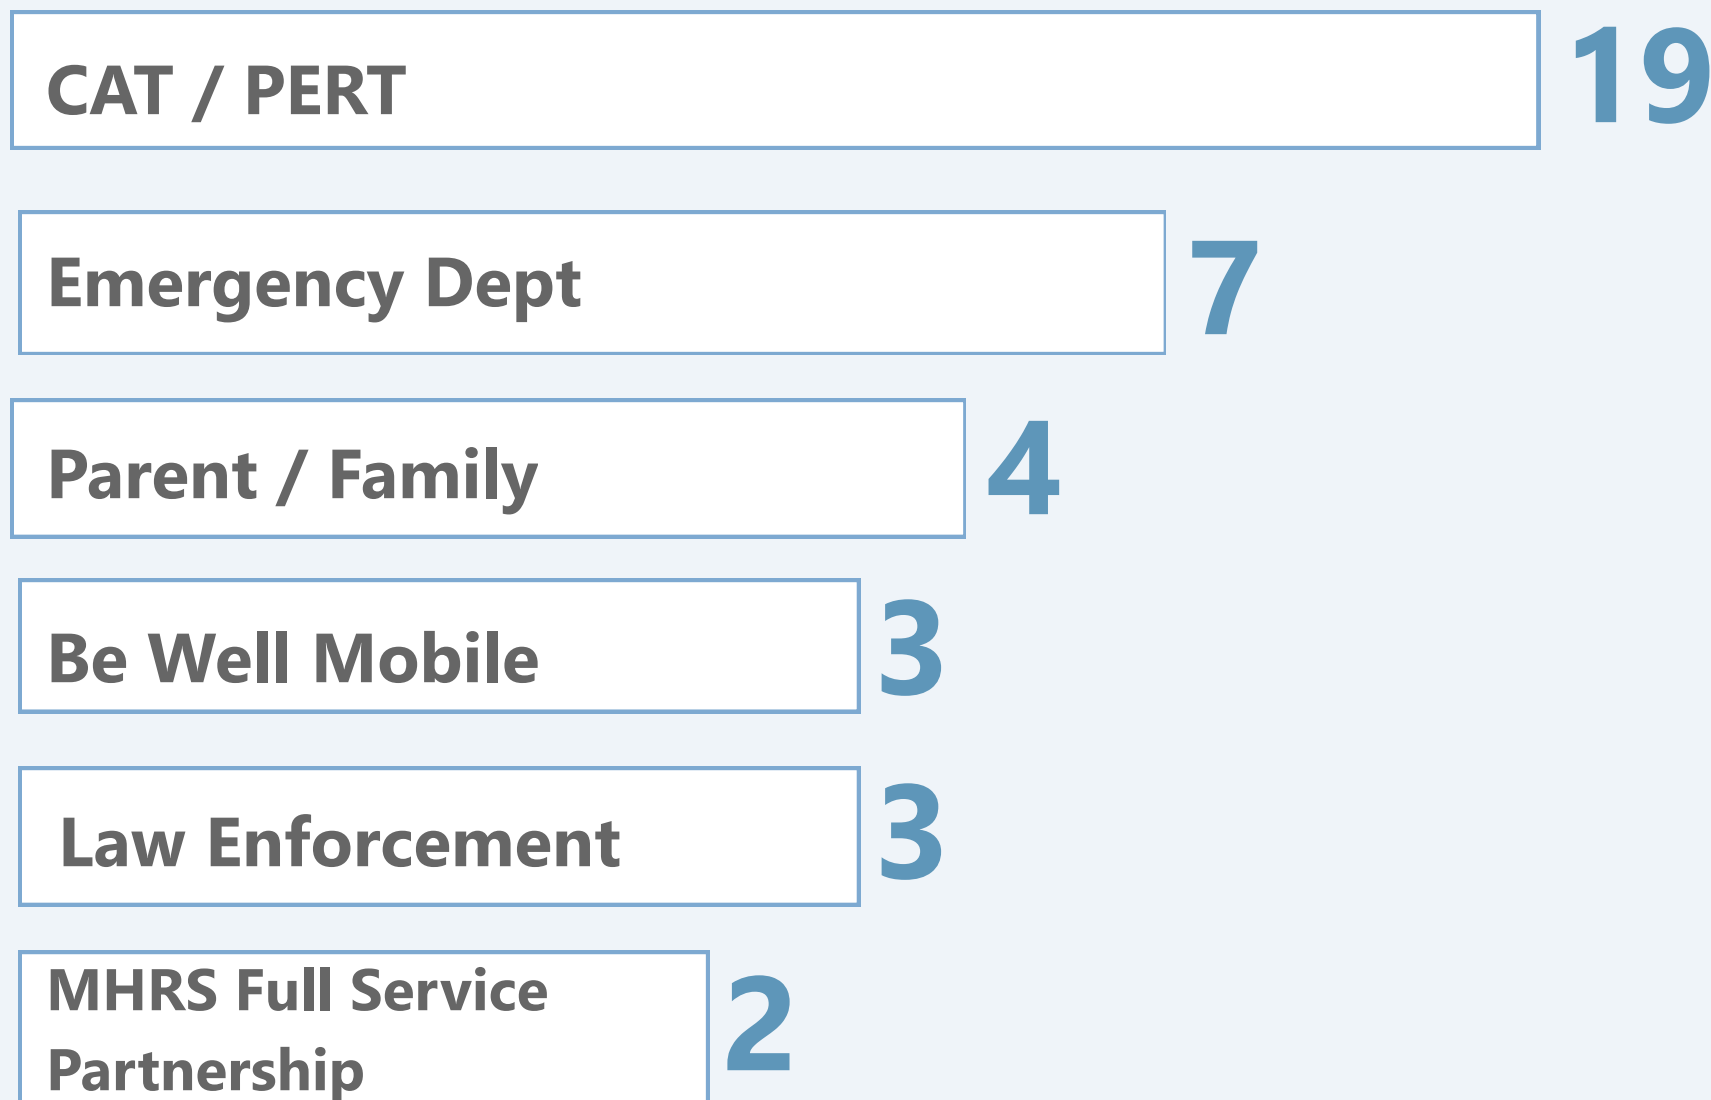 CAT / PERT 19
Emergency Dept 7
Parent / Family 4
Be Well Mobile 3
Law Enforcement 3
MHRS Full Service
Partnership 2